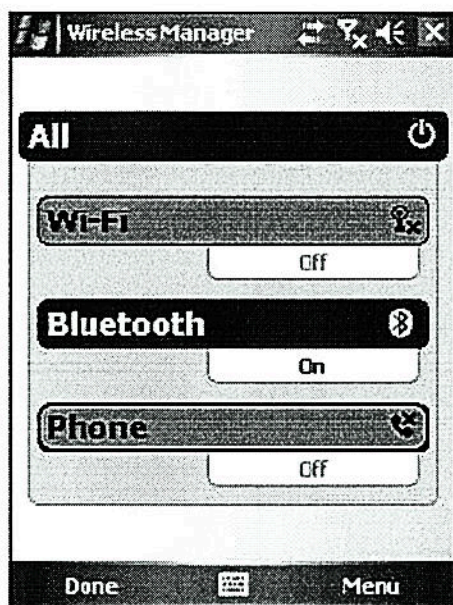 Wireless Manager
All
Wi-Fi
Off
Bluetooth
On
Phone
Off
Done Menu